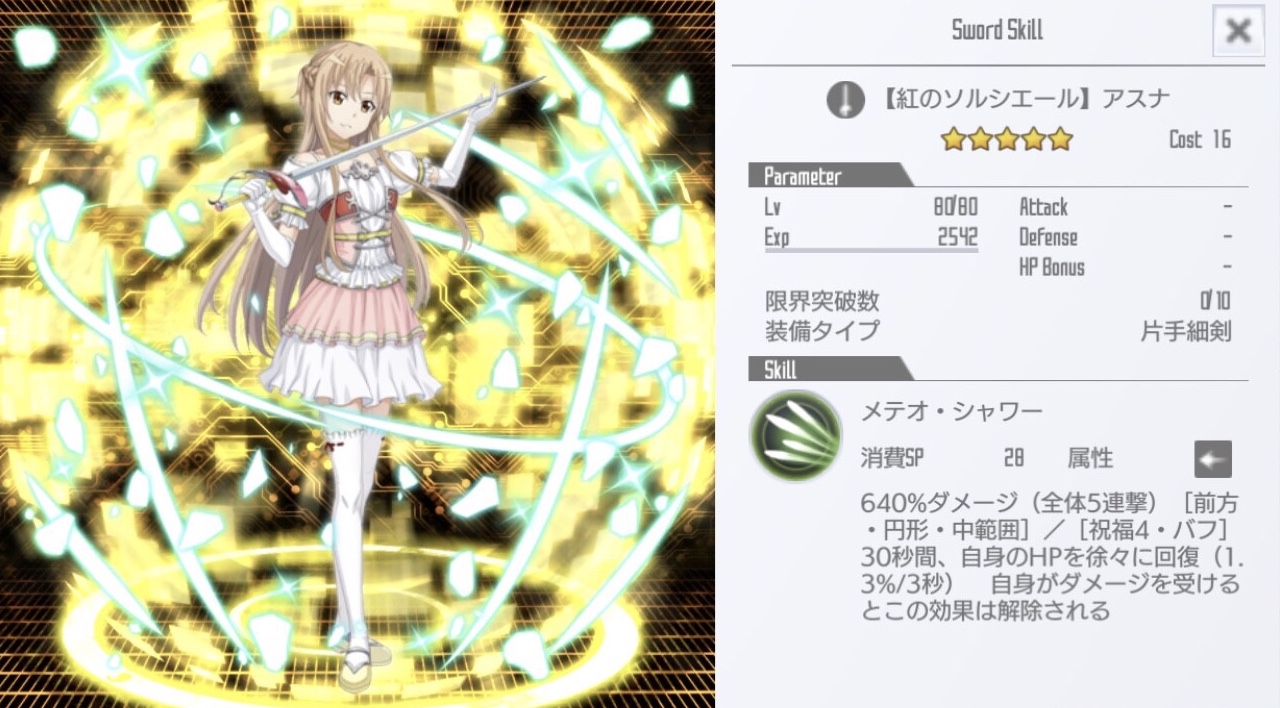 Sword Skill
【紅のソルシエール】アスナ
Cost 16
Parameter
Lv 80/80 Attack -
Exp 2542 Defense -
HP Bonus -
限界突破数 0/10
装備タイプ 片手細剣
Skill
メテオ・シャワー
消費SP 28 属性
640%ダメージ（全体5連撃）［前方
・円形・中範囲］／［祝福4・バフ］
30秒間、自身のHPを徐々に回復（1.
3%/3秒）　自身がダメージを受ける
とこの効果は解除される